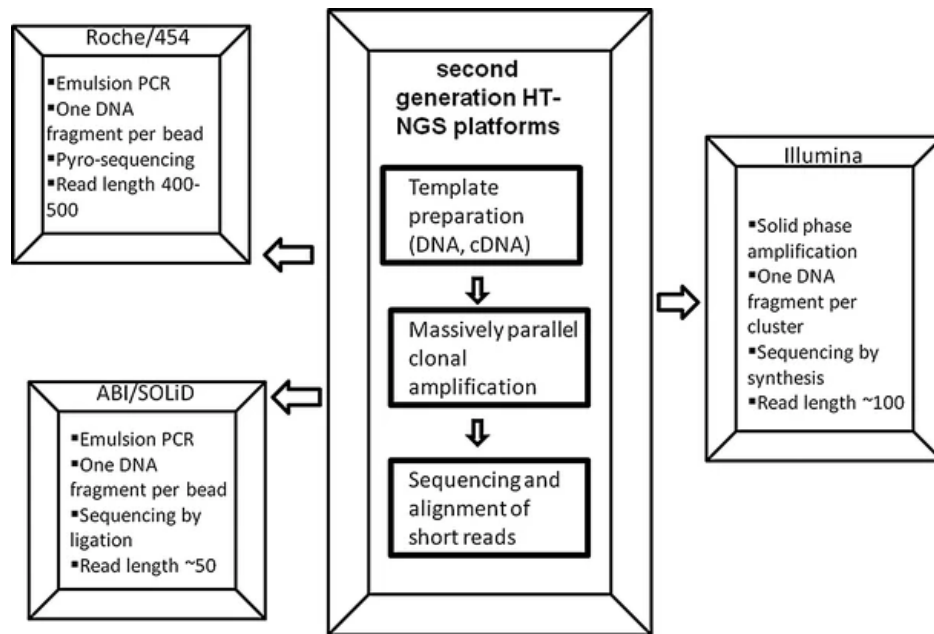 Roche/454
▪Emulsion PCR
▪One DNA
fragment per bead
▪Pyro-sequencing
▪Read length 400-
500
second
generation HT-
NGS platforms
Template
preparation
(DNA, cDNA)
Massively parallel
clonal
amplification
Sequencing and
alignment of
short reads
Illumina
▪Solid phase
amplification
▪One DNA
fragment per
cluster
▪Sequencing by
synthesis
▪Read length ~100
ABI/SOLiD
▪Emulsion PCR
▪One DNA
fragment per bead
▪Sequencing by
ligation
▪Read length ~50